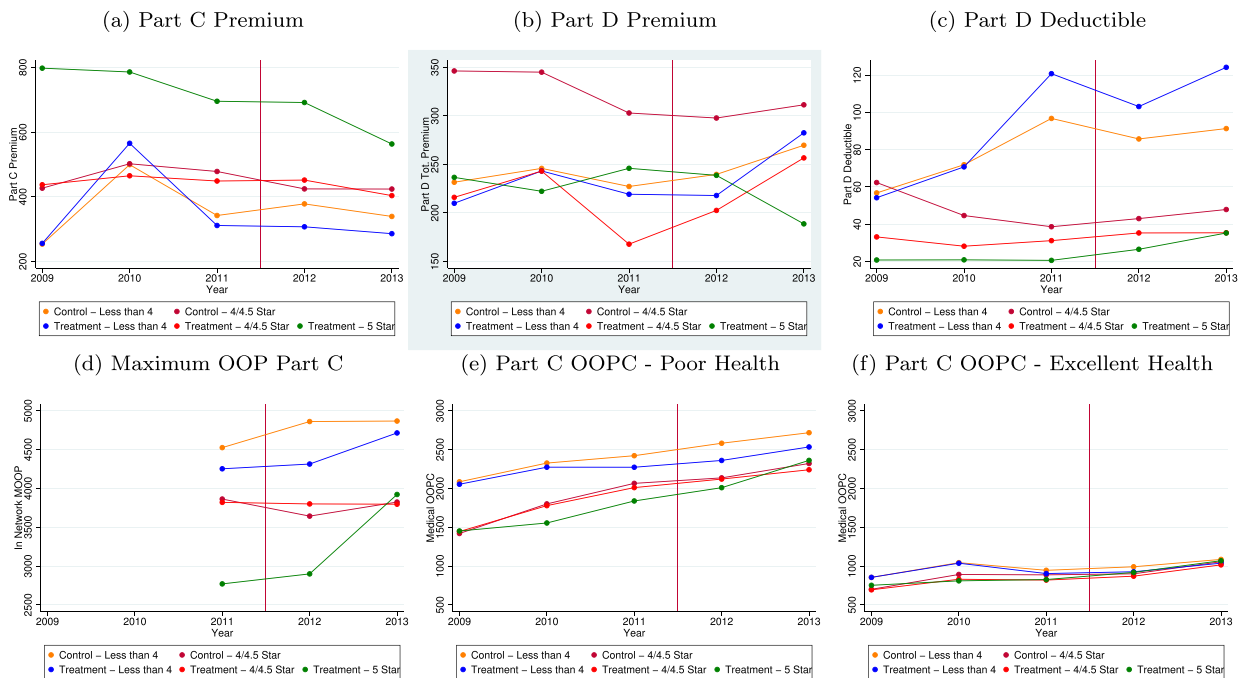 (a) Part C Premium
Part C Premium
800
600
400
200
2009 2010 2011 2012 2013
Year
Control – Less than 4 Control – 4/4.5 Star
Treatment – Less than 4 Treatment – 4/4.5 Star Treatment – 5 Star
(b) Part D Premium
Part D Tot. Premium
350
300
250
200
150
2009 2010 2011 2012 2013
Year
Control – Less than 4 Control – 4/4.5 Star
Treatment – Less than 4 Treatment – 4/4.5 Star Treatment – 5 Star
(c) Part D Deductible
Part D Deductible
120
100
80
60
40
20
2009 2010 2011 2012 2013
Year
Control – Less than 4 Control – 4/4.5 Star
Treatment – Less than 4 Treatment – 4/4.5 Star Treatment – 5 Star
(d) Maximum OOP Part C
In Network MOOP
5000
4500
4000
3500
3000
2500
2009 2010 2011 2012 2013
Year
Control – Less than 4 Control – 4/4.5 Star
Treatment – Less than 4 Treatment – 4/4.5 Star Treatment – 5 Star
(e) Part C OOPC - Poor Health
Medical OOPC
3000
2500
2000
1500
1000
500
2009 2010 2011 2012 2013
Year
Control – Less than 4 Control – 4/4.5 Star
Treatment – Less than 4 Treatment – 4/4.5 Star Treatment – 5 Star
(f) Part C OOPC - Excellent Health
Medical OOPC
3000
2500
2000
1500
1000
500
2009 2010 2011 2012 2013
Year
Control – Less than 4 Control – 4/4.5 Star
Treatment – Less than 4 Treatment – 4/4.5 Star Treatment – 5 Star